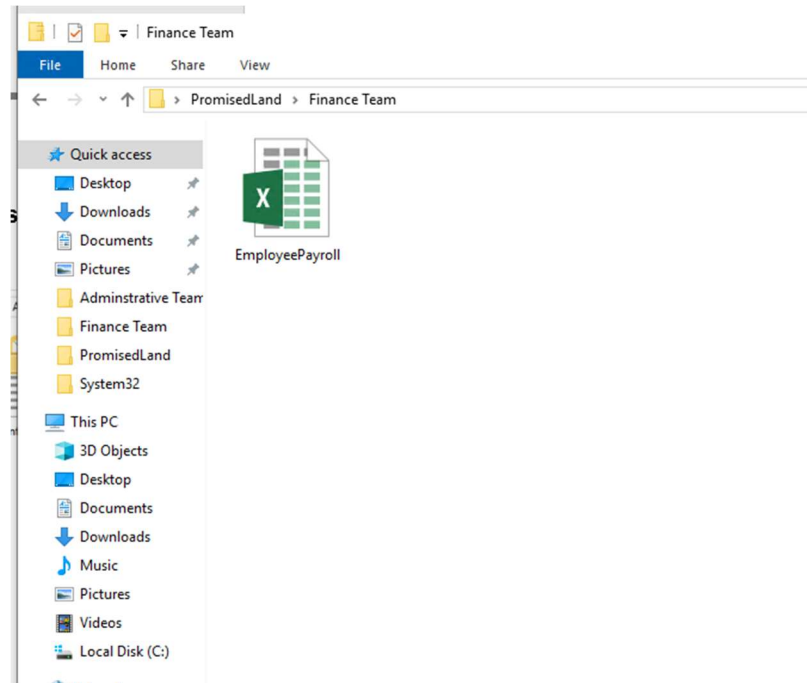 Finance Team
File Home Share View
PromisedLand > Finance Team
Quick access
Desktop
Downloads
Documents
Pictures
Adminstrative Team
Finance Team
PromisedLand
System32
This PC
3D Objects
Desktop
Documents
Downloads
Music
Pictures
Videos
Local Disk (C:)
X
EmployeePayroll